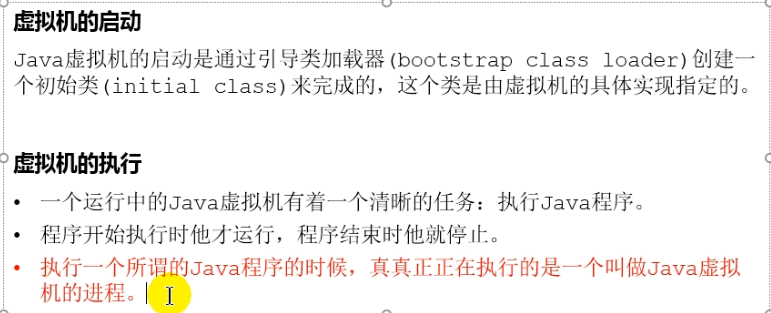 虚拟机的启动
Java虚拟机的启动是通过引导类加载器(bootstrap class loader)创建一
个初始类(initial class)来完成的，这个类是由虚拟机的具体实现指定的。
虚拟机的执行
• 一个运行中的Java虚拟机有着一个清晰的任务：执行Java程序。
• 程序开始执行时他才运行，程序结束时他就停止。
• 执行一个所谓的Java程序的时候，真真正正在执行的是一个叫做Java虚拟
机的进程。